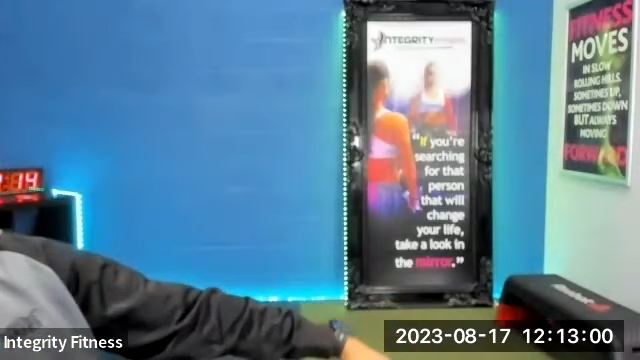 INTEGRITY
"If you're
searching
for that
person
that will
change
your life,
take a look in
the mirror."
FITNESS
MOVES
IN SLOW
ROLLING HILLS.
SOMETIMES UP,
SOMETIMES DOWN
BUT ALWAYS
MOVING
FORWARD
:14
Integrity Fitness
2023-08-17 12:13:00